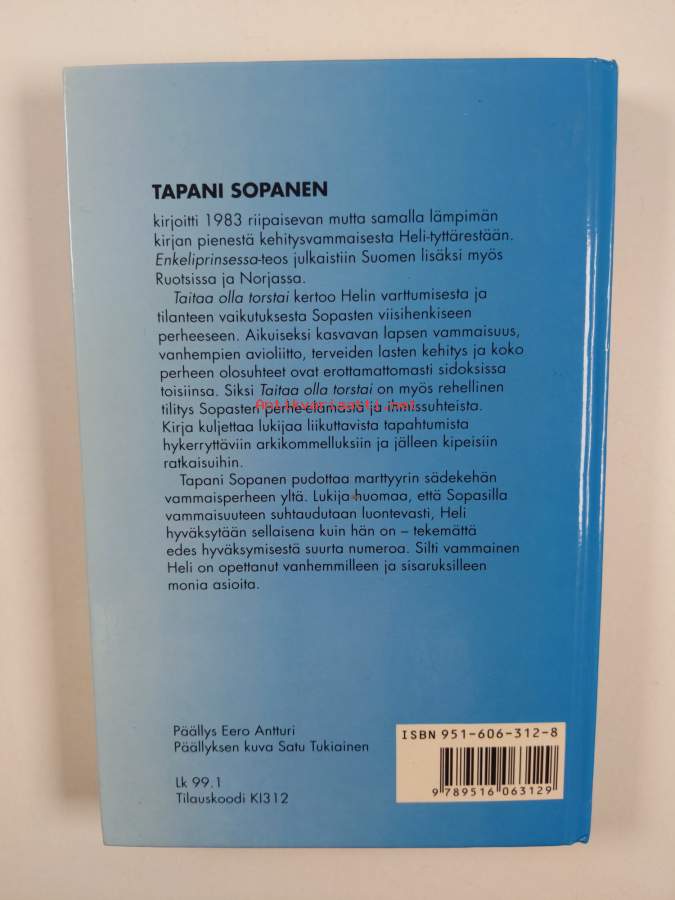 TAPANI SOPANEN
kirjoitti 1983 riipaisevan mutta samalla lämpimän
kirjan pienestä kehitysvammaisesta Heli-tyttärestään.
Enkeliprinsessa-teos julkaistiin Suomen lisäksi myös
Ruotsissa ja Norjassa.
Taitaa olla torstai kertoo Helin varttumisesta ja
tilanteen vaikutuksesta Sopasten viisihenkiseen
perheeseen. Aikuiseksi kasvavan lapsen vammaisuus,
vanhempien avioliitto, terveiden lasten kehitys ja koko
perheen olosuhteet ovat erottamattomasti sidoksissa
toisiinsa. Siksi Taitaa olla torstai on myös rehellinen
tilitys Sopasten perhe-elämästä ja ihmissuhteista.
Antikvariaatti.net
Kirja kuljettaa lukijaa liikuttavista tapahtumista
hykerryttäviin arkikommelluksiin ja jälleen kipeisiin
ratkaisuihin.
Tapani Sopanen pudottaa marttyyrin sädekehän
vammaisperheen yltä. Lukija huomaa, että Sopasilla
vammaisuuteen suhtaudutaan luontevasti, Heli
hyväksytään sellaisena kuin hän on – tekemättä
edes hyväksymisestä suurta numeroa. Silti vammainen
Heli on opettanut vanhemmilleen ja sisaruksilleen
monia asioita.
Päällys Eero Antturi
Päällyksen kuva Satu Tukiainen
Lk 99.1
Tilauskoodi KI312
ISBN 951-606-312-8
9 789516 063129